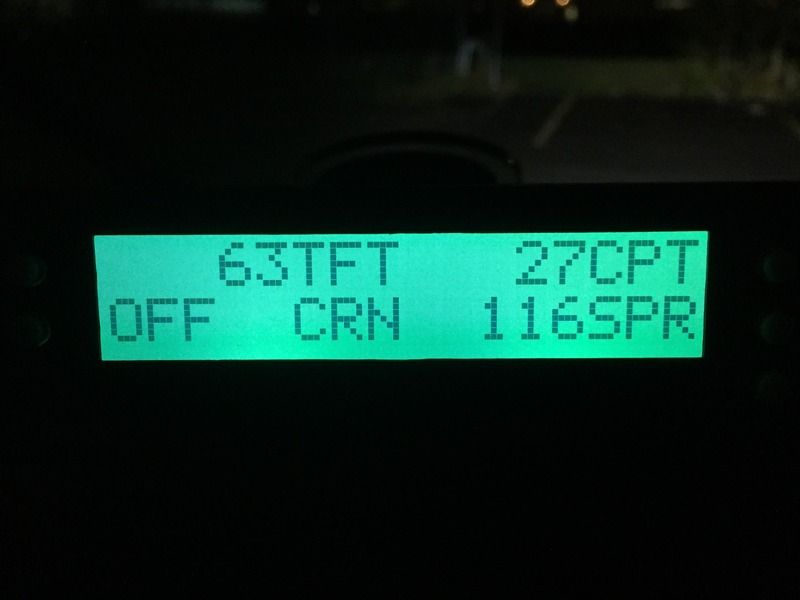 63TFT 27CPT
OFF CRN 116SPR